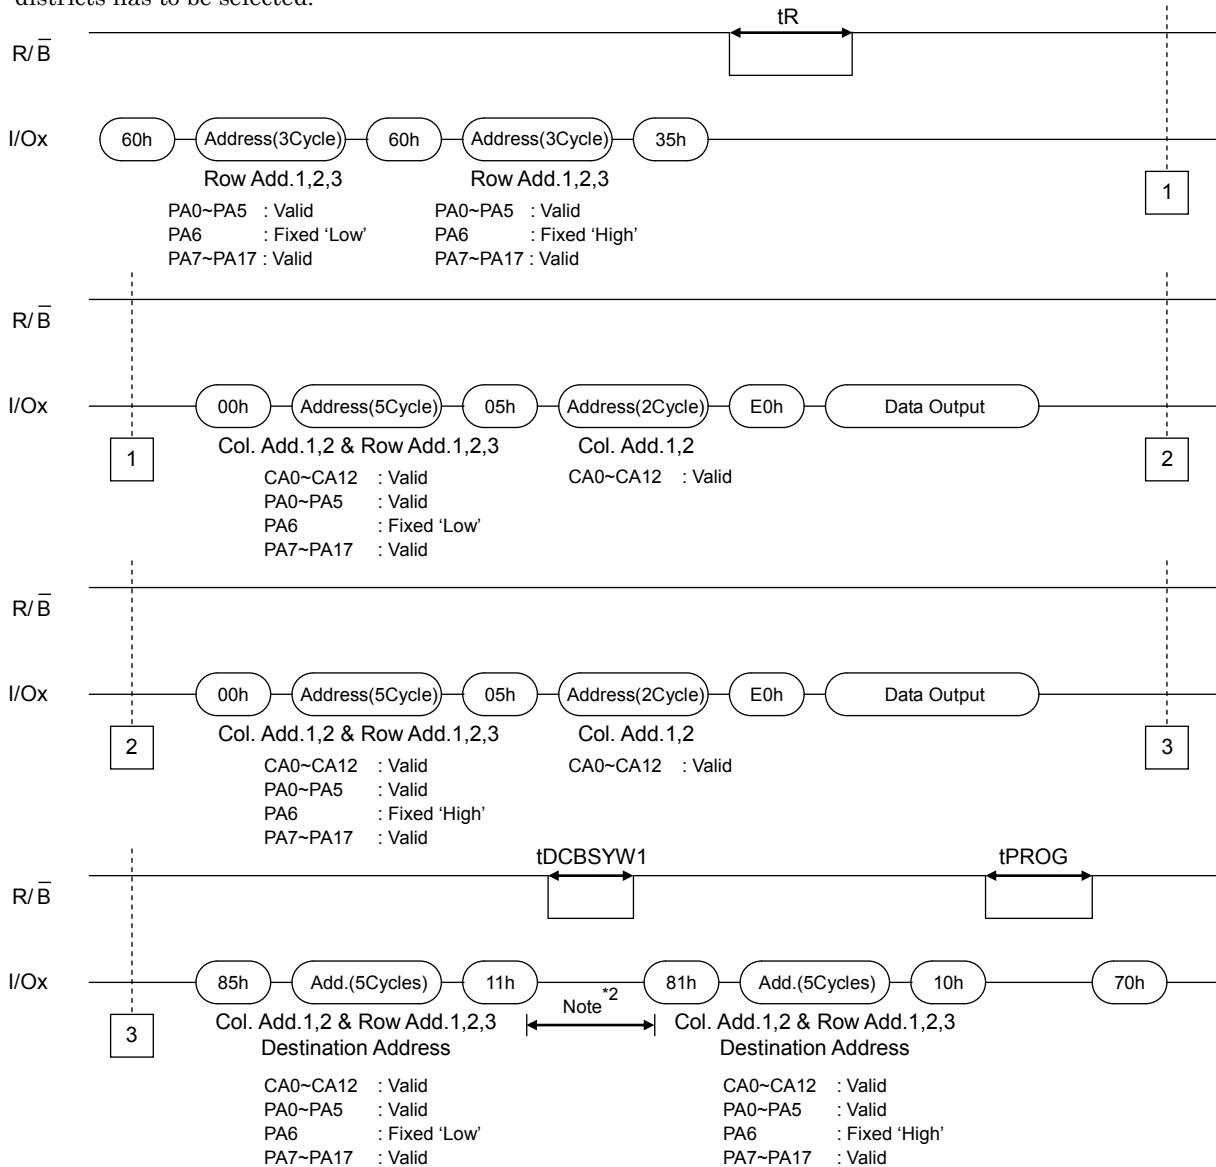 districts has to be selected.
tR
R/B̅
I/Ox 60h Address(3Cycle) 60h Address(3Cycle) 35h
Row Add.1,2,3 Row Add.1,2,3
PA0~PA5 : Valid PA0~PA5 : Valid
PA6 : Fixed ‘Low’ PA6 : Fixed ‘High’
PA7~PA17 : Valid PA7~PA17 : Valid
1
R/B̅
I/Ox 00h Address(5Cycle) 05h Address(2Cycle) E0h Data Output
Col. Add.1,2 & Row Add.1,2,3 Col. Add.1,2
1 2
CA0~CA12 : Valid CA0~CA12 : Valid
PA0~PA5 : Valid
PA6 : Fixed ‘Low’
PA7~PA17 : Valid
R/B̅
I/Ox 00h Address(5Cycle) 05h Address(2Cycle) E0h Data Output
Col. Add.1,2 & Row Add.1,2,3 Col. Add.1,2
2 3
CA0~CA12 : Valid CA0~CA12 : Valid
PA0~PA5 : Valid
PA6 : Fixed ‘High’
PA7~PA17 : Valid
tDCBSYW1 tPROG
R/B̅
I/Ox 85h Add.(5Cycles) 11h 81h Add.(5Cycles) 10h 70h
Note*2
Col. Add.1,2 & Row Add.1,2,3 Col. Add.1,2 & Row Add.1,2,3
3
Destination Address Destination Address
CA0~CA12 : Valid CA0~CA12 : Valid
PA0~PA5 : Valid PA0~PA5 : Valid
PA6 : Fixed ‘Low’ PA6 : Fixed ‘High’
PA7~PA17 : Valid PA7~PA17 : Valid